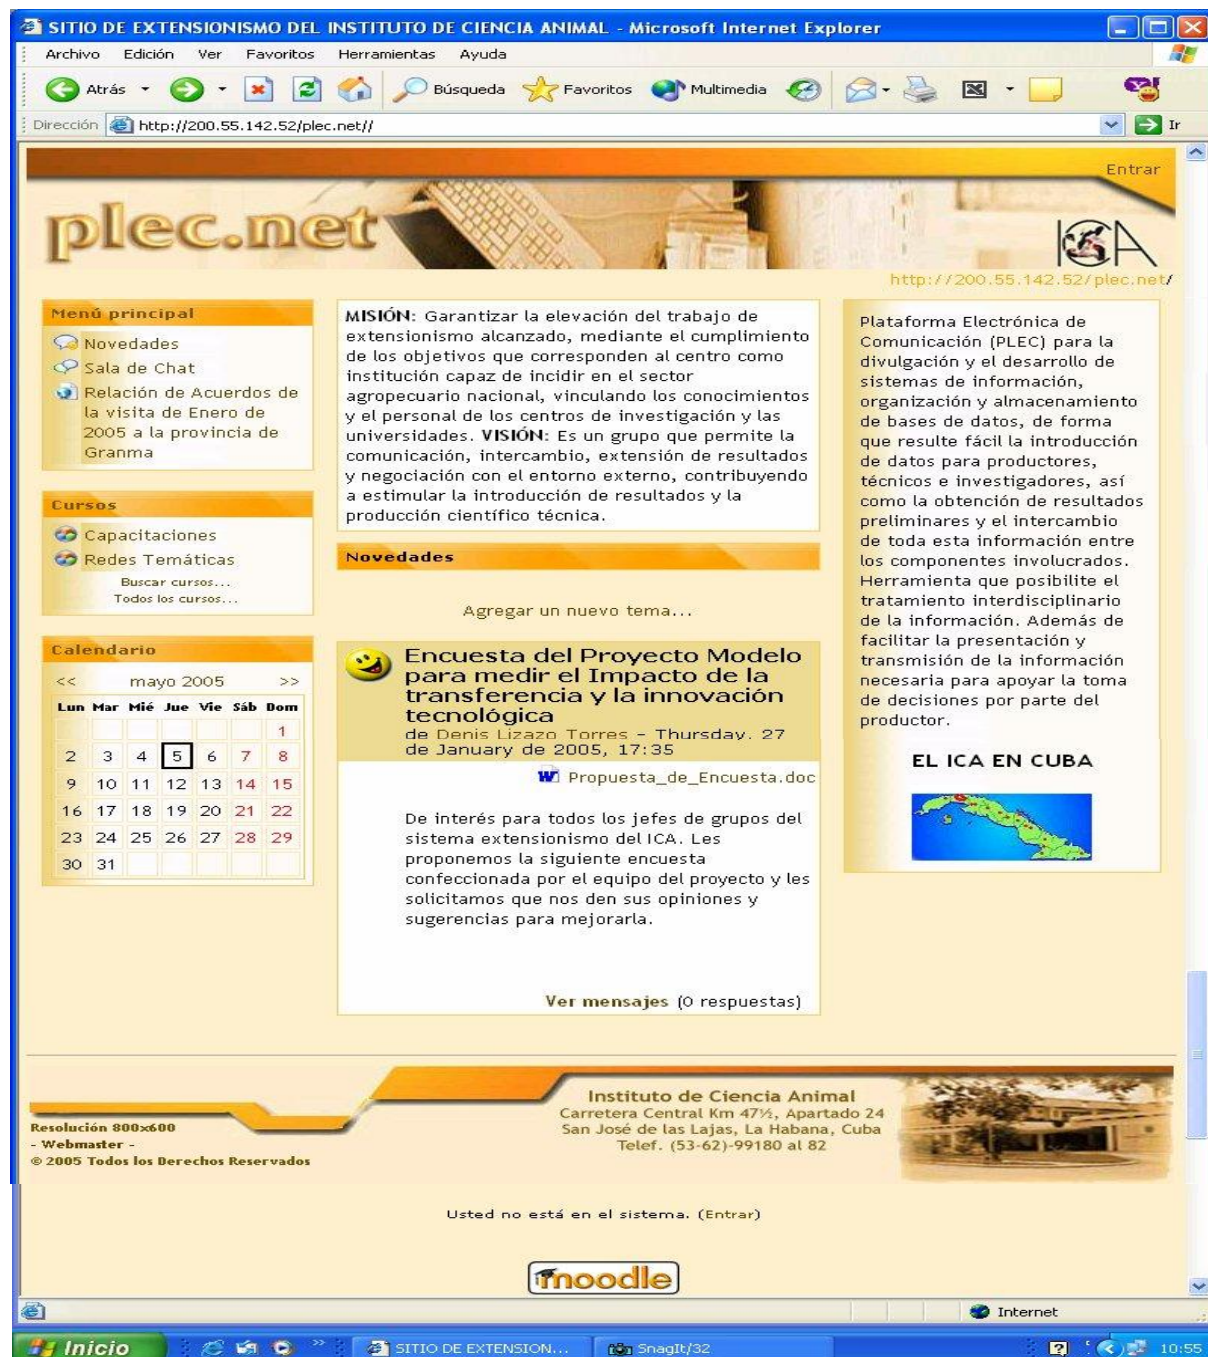 SITIO DE EXTENSIONISMO DEL INSTITUTO DE CIENCIA ANIMAL - Microsoft Internet Explorer
Archivo Edición Ver Favoritos Herramientas Ayuda
Atrás Búsqueda Favoritos Multimedia
Dirección http://200.55.142.52/plec.net// Ir
Entrar
plec.net
ICA
http://200.55.142.52/plec.net/
Menú principal
Novedades
Sala de Chat
Relación de Acuerdos de
la visita de Enero de
2005 a la provincia de
Granma
Cursos
Capacitaciones
Redes Temáticas
Buscar cursos...
Todos los cursos...
Calendario
<< mayo 2005 >>
Lun Mar Mié Jue Vie Sáb Dom
1
2 3 4 5 6 7 8
9 10 11 12 13 14 15
16 17 18 19 20 21 22
23 24 25 26 27 28 29
30 31
MISIÓN: Garantizar la elevación del trabajo de
extensionismo alcanzado, mediante el cumplimiento
de los objetivos que corresponden al centro como
institución capaz de incidir en el sector
agropecuario nacional, vinculando los conocimientos
y el personal de los centros de investigación y las
universidades. VISIÓN: Es un grupo que permite la
comunicación, intercambio, extensión de resultados
y negociación con el entorno externo, contribuyendo
a estimular la introducción de resultados y la
producción científico técnica.
Novedades
Agregar un nuevo tema...
Encuesta del Proyecto Modelo
para medir el Impacto de la
transferencia y la innovación
tecnológica
de Denis Lizazo Torres - Thursday. 27
de January de 2005, 17:35
Propuesta_de_Encuesta.doc
De interés para todos los jefes de grupos del
sistema extensionismo del ICA. Les
proponemos la siguiente encuesta
confeccionada por el equipo del proyecto y les
solicitamos que nos den sus opiniones y
sugerencias para mejorarla.
Ver mensajes (0 respuestas)
Plataforma Electrónica de
Comunicación (PLEC) para la
divulgación y el desarrollo de
sistemas de información,
organización y almacenamiento
de bases de datos, de forma
que resulte fácil la introducción
de datos para productores,
técnicos e investigadores, así
como la obtención de resultados
preliminares y el intercambio
de toda esta información entre
los componentes involucrados.
Herramienta que posibilite el
tratamiento interdisciplinario
de la información. Además de
facilitar la presentación y
transmisión de la información
necesaria para apoyar la toma
de decisiones por parte del
productor.
EL ICA EN CUBA
Resolución 800x600
- Webmaster -
© 2005 Todos los Derechos Reservados
Instituto de Ciencia Animal
Carretera Central Km 47½, Apartado 24
San José de las Lajas, La Habana, Cuba
Telef. (53-62)-99180 al 82
Usted no está en el sistema. (Entrar)
moodle
Internet
Inicio SITIO DE EXTENSION... SnagIt/32 10:55